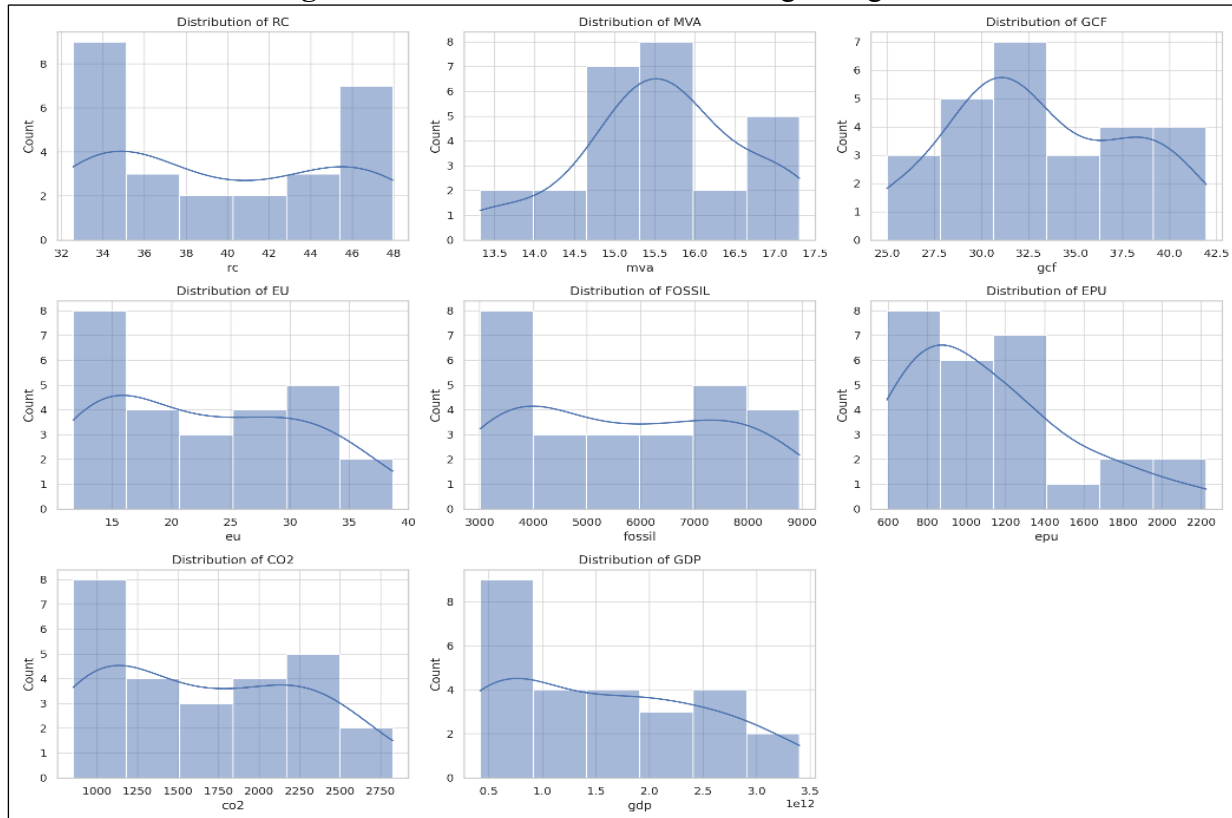 Distribution of RC
Count
8
6
4
2
0
32 34 36 38 40 42 44 46 48
rc
Distribution of MVA
Count
8
7
6
5
4
3
2
1
0
13.5 14.0 14.5 15.0 15.5 16.0 16.5 17.0 17.5
mva
Distribution of GCF
Count
7
6
5
4
3
2
1
0
25.0 27.5 30.0 32.5 35.0 37.5 40.0 42.5
gcf
Distribution of EU
Count
8
7
6
5
4
3
2
1
0
15 20 25 30 35 40
eu
Distribution of FOSSIL
Count
8
7
6
5
4
3
2
1
0
3000 4000 5000 6000 7000 8000 9000
fossil
Distribution of EPU
Count
8
7
6
5
4
3
2
1
0
600 800 1000 1200 1400 1600 1800 2000 2200
epu
Distribution of CO2
Count
8
7
6
5
4
3
2
1
0
1000 1250 1500 1750 2000 2250 2500 2750
co2
Distribution of GDP
Count
8
6
4
2
0
0.5 1.0 1.5 2.0 2.5 3.0 3.5
1e12
gdp